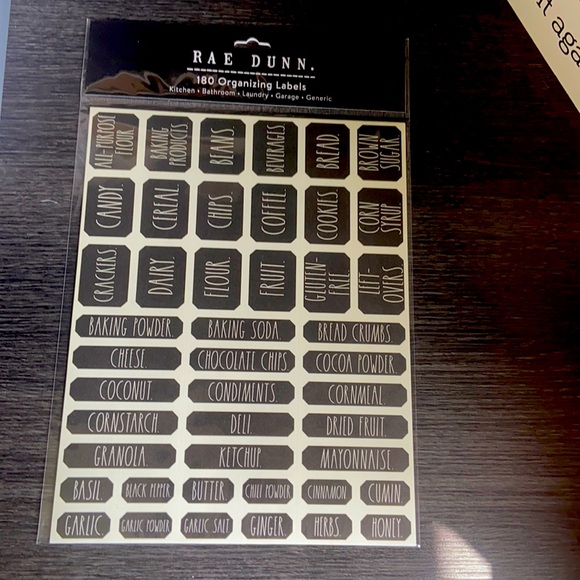 RAE DUNN.
180 Organizing Labels
Kitchen • Bathroom • Laundry • Garage • Generic
ALL-PURPOSE FLOUR.
BAKING PRODUCTS.
BEANS.
BEVERAGES
BREAD.
BROWN SUGAR
CANDY.
CEREAL.
CHIPS.
COFFEE.
COOKIES.
CORN SYRUP.
CRACKERS
DAIRY.
FLOUR.
FRUIT.
GLUTEN-FREE.
LEFT-OVERS
BAKING POWDER
BAKING SODA.
BREAD CRUMBS.
CHEESE.
CHOCOLATE CHIPS.
COCOA POWDER.
COCONUT.
CONDIMENTS.
CORNMEAL.
CORNSTARCH.
DELI.
DRIED FRUIT.
GRANOLA.
KETCHUP.
MAYONNAISE.
BASIL.
BLACK PEPPER
BUTTER.
CHILI POWDER
CINNAMON.
CUMIN
GARLIC.
GARLIC POWDER
GARLIC SALT
GINGER.
HERBS
HONEY.